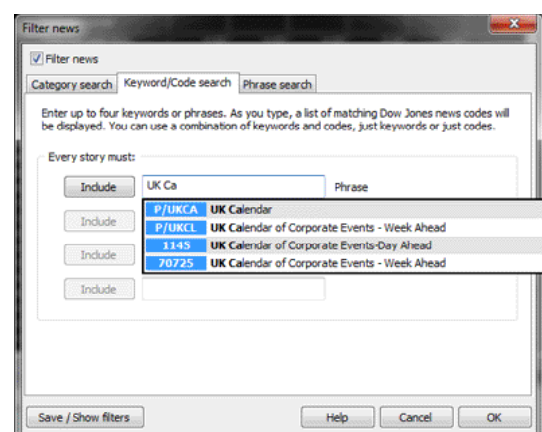 Filter news
Filter news
Category search Keyword/Code search Phrase search
Enter up to four keywords or phrases. As you type, a list of matching Dow Jones news codes will
be displayed. You can use a combination of keywords and codes, just keywords or just codes.
Every story must:
Include UK Ca Phrase
P/UKCA UK Calendar
Include P/UKCL UK Calendar of Corporate Events - Week Ahead
1145 UK Calendar of Corporate Events-Day Ahead
Include 70725 UK Calendar of Corporate Events - Week Ahead
Include
Save / Show filters Help Cancel OK